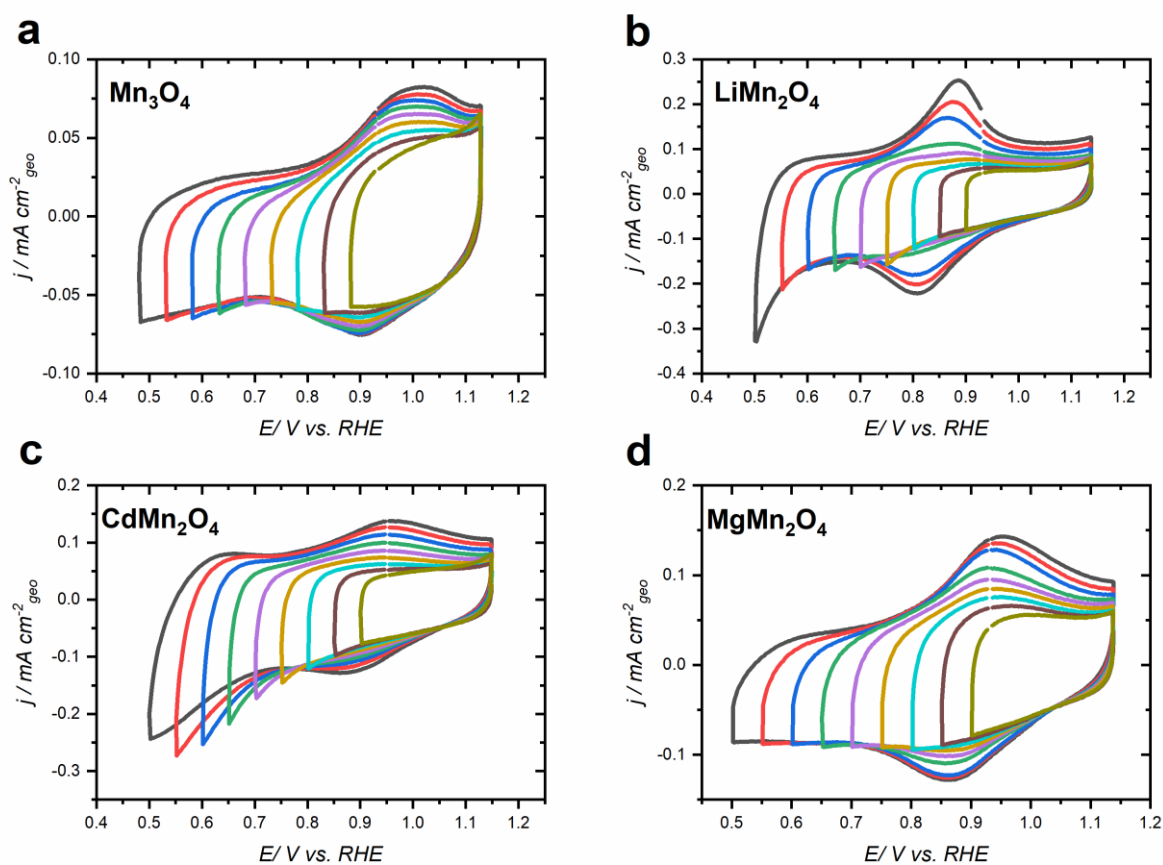 a
Mn3O4
j / mA cm-2geo
0.10
0.05
0.00
-0.05
-0.10
0.4 0.5 0.6 0.7 0.8 0.9 1.0 1.1 1.2
E/ V vs. RHE
b
LiMn2O4
j / mA cm-2geo
0.3
0.2
0.1
0.0
-0.1
-0.2
-0.3
-0.4
0.4 0.5 0.6 0.7 0.8 0.9 1.0 1.1 1.2
E/ V vs. RHE
c
CdMn2O4
j / mA cm-2geo
0.2
0.1
0.0
-0.1
-0.2
-0.3
0.4 0.5 0.6 0.7 0.8 0.9 1.0 1.1 1.2
E/ V vs. RHE
d
MgMn2O4
j / mA cm-2geo
0.2
0.1
0.0
-0.1
0.5 0.6 0.7 0.8 0.9 1.0 1.1 1.2
E/ V vs. RHE